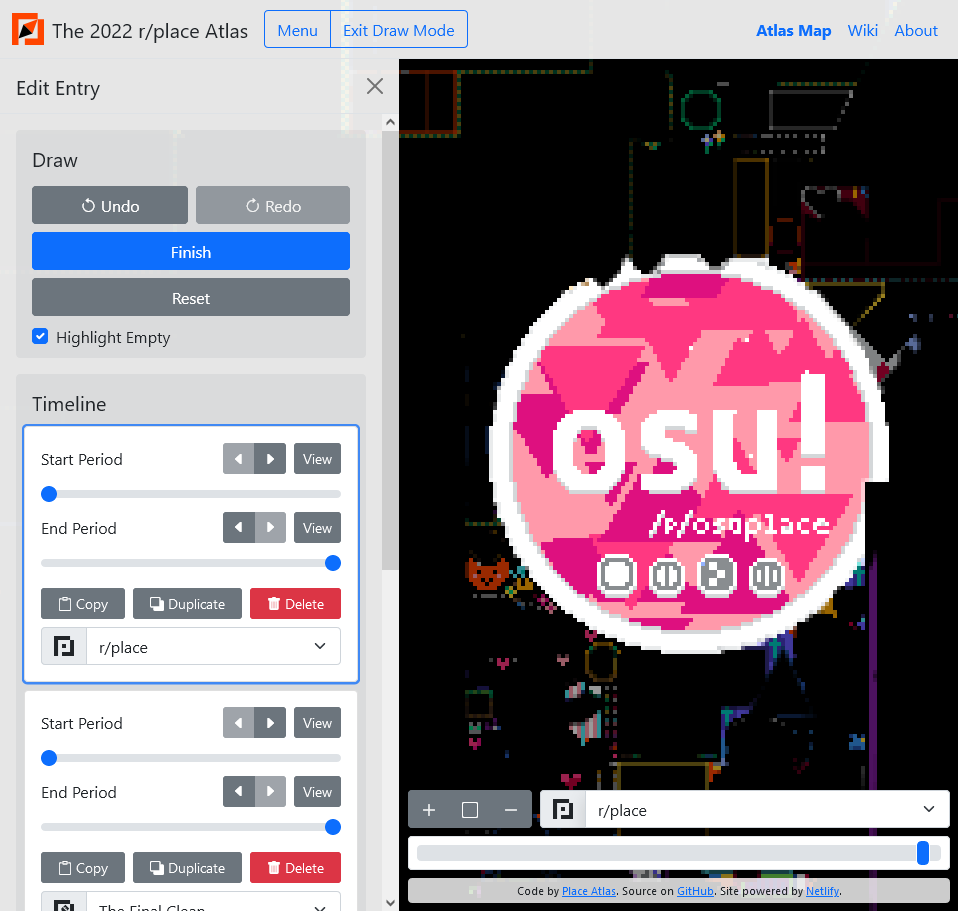 The 2022 r/place Atlas
Menu
Exit Draw Mode
Atlas Map
Wiki
About
Edit Entry
Draw
Undo
Redo
Finish
Reset
Highlight Empty
Timeline
Start Period
View
End Period
View
Copy
Duplicate
Delete
r/place
Start Period
View
End Period
View
Copy
Duplicate
Delete
The Final Clean
osu!
/r/osuplace
r/place
Code by Place Atlas. Source on GitHub. Site powered by Netlify.